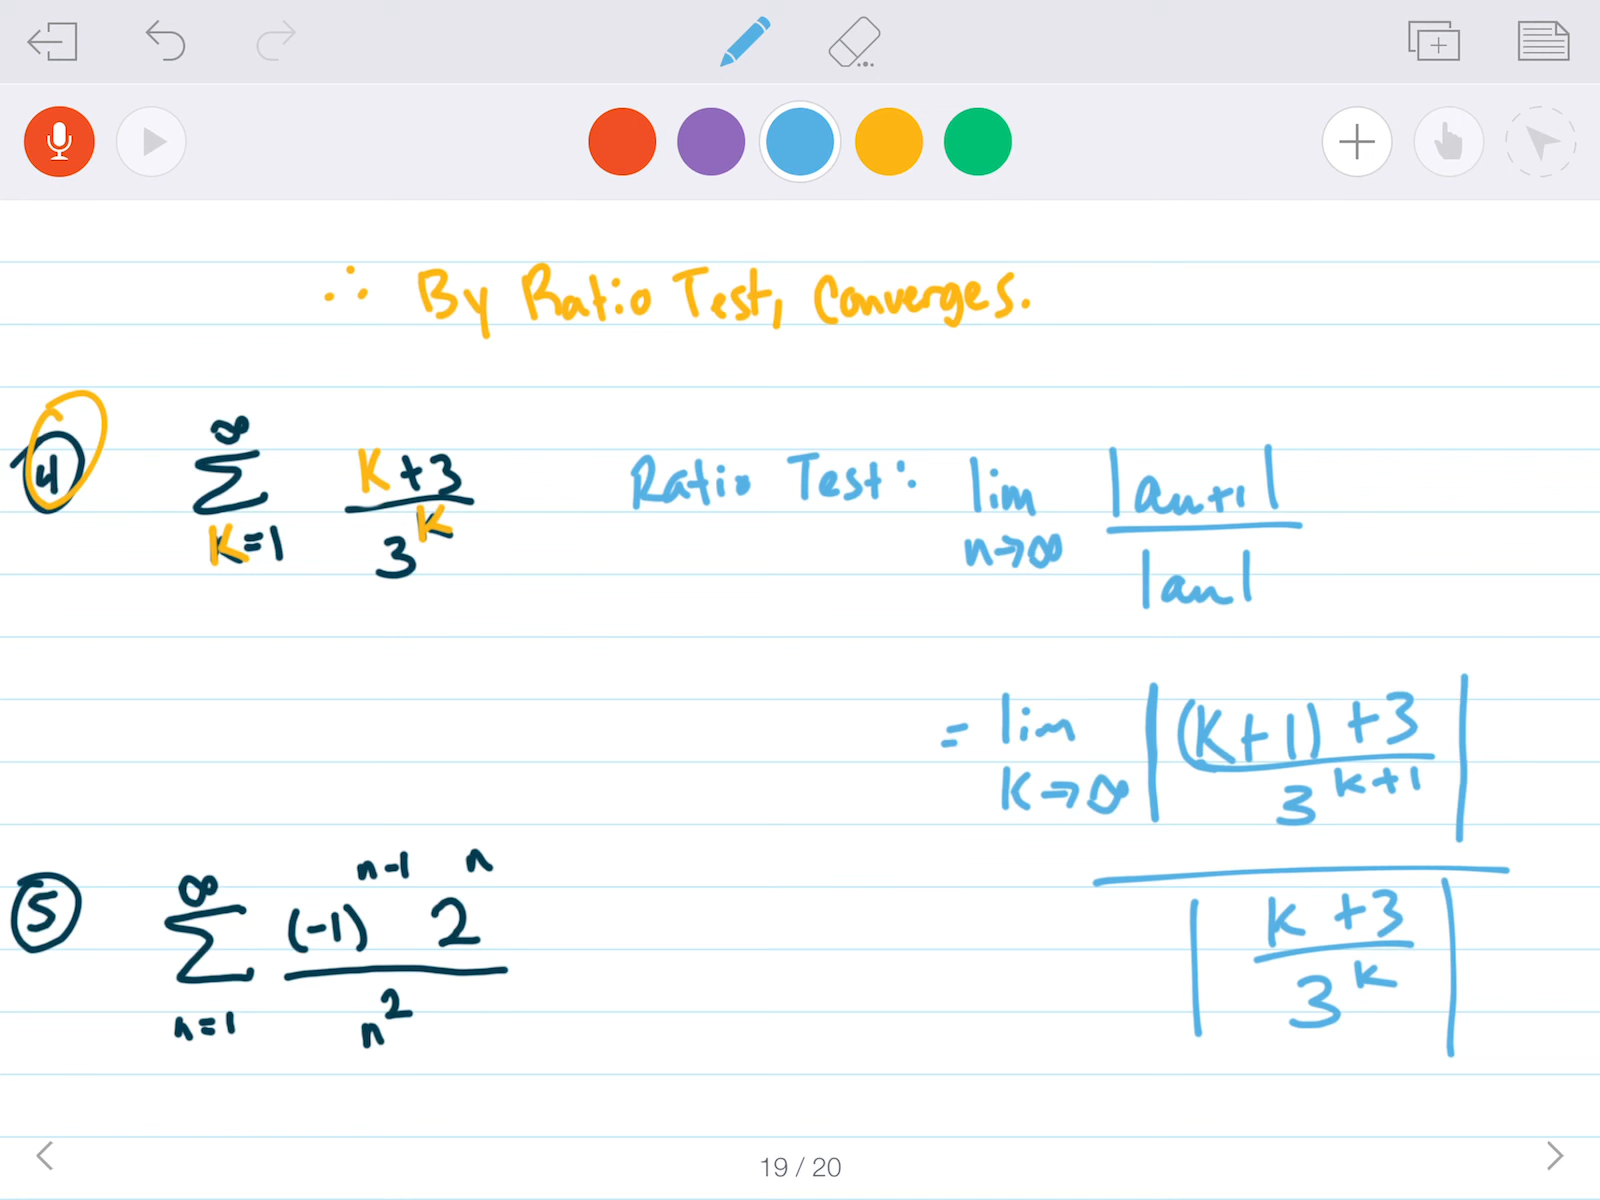 ∴ By Ratio Test, Converges.
4 ∞ ∑ K=1 K+3 / 3^K Ratio Test: lim n→∞ |an+1| / |an|
= lim K→∞ |(K+1)+3 / 3^k+1| / |K+3 / 3^k|
5 ∞ ∑ n=1 (-1)^n-1 2^n / n^2
19 / 20